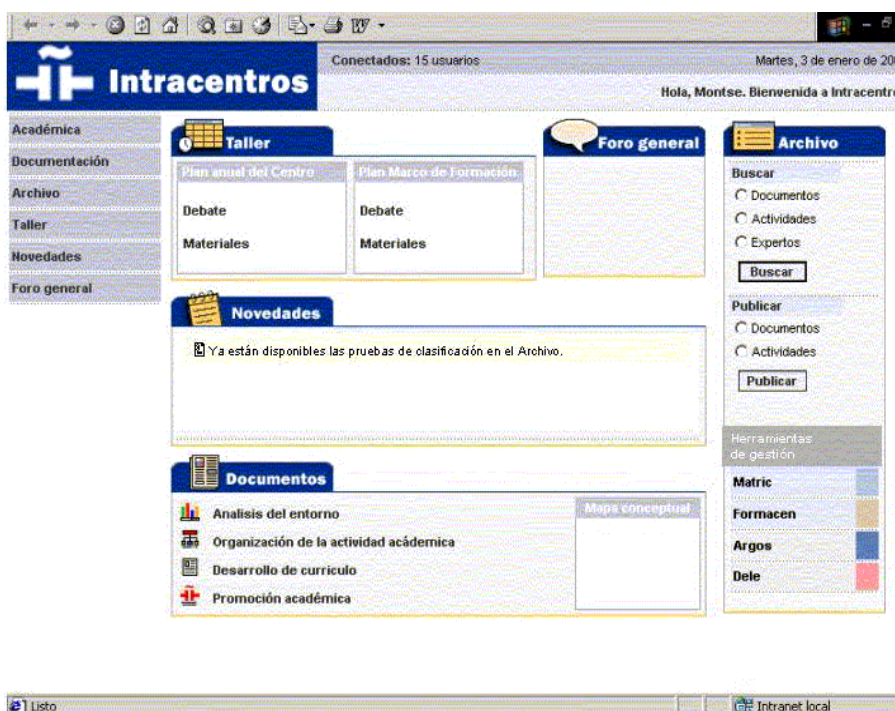 Intracentros
Conectados: 15 usuarios
Martes, 3 de enero de 20
Hola, Montse. Bienvenida a Intracentro
Académica
Documentación
Archivo
Taller
Novedades
Foro general
Taller
Plan anual del Centro
Debate
Materiales
Plan Marco de Formación
Debate
Materiales
Foro general
Novedades
Ya están disponibles las pruebas de clasificación en el Archivo.
Documentos
Analisis del entorno
Organización de la actividad acádemica
Desarrollo de currículo
Promoción académica
Mapa conceptual
Archivo
Buscar
Documentos
Actividades
Expertos
Buscar
Publicar
Documentos
Actividades
Publicar
Herramientas
de gestión
Matric
Formacen
Argos
Dele
Listo
Intranet local